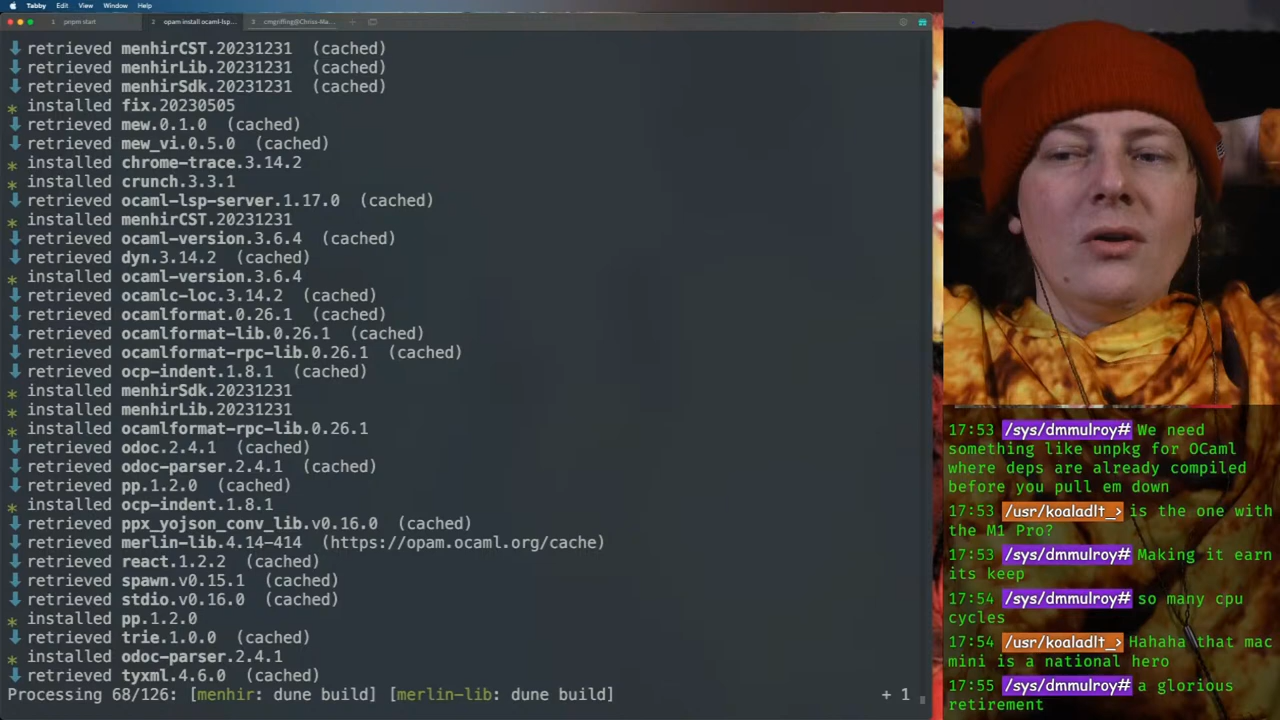 Tabby Edit View Window Help
1 pnpm start 2 opam install ocaml-lsp... 3 cmgriffing@Chriss-Ma...
retrieved menhirCST.20231231 (cached)
retrieved menhirLib.20231231 (cached)
retrieved menhirSdk.20231231 (cached)
* installed fix.20230505
retrieved mew.0.1.0 (cached)
retrieved mew_vi.0.5.0 (cached)
* installed chrome-trace.3.14.2
* installed crunch.3.3.1
retrieved ocaml-lsp-server.1.17.0 (cached)
* installed menhirCST.20231231
retrieved ocaml-version.3.6.4 (cached)
retrieved dyn.3.14.2 (cached)
* installed ocaml-version.3.6.4
retrieved ocamlc-loc.3.14.2 (cached)
retrieved ocamlformat.0.26.1 (cached)
retrieved ocamlformat-lib.0.26.1 (cached)
retrieved ocamlformat-rpc-lib.0.26.1 (cached)
retrieved ocp-indent.1.8.1 (cached)
* installed menhirSdk.20231231
* installed menhirLib.20231231
* installed ocamlformat-rpc-lib.0.26.1
retrieved odoc.2.4.1 (cached)
retrieved odoc-parser.2.4.1 (cached)
retrieved pp.1.2.0 (cached)
* installed ocp-indent.1.8.1
retrieved ppx_yojson_conv_lib.v0.16.0 (cached)
retrieved merlin-lib.4.14-414 (https://opam.ocaml.org/cache)
retrieved react.1.2.2 (cached)
retrieved spawn.v0.15.1 (cached)
retrieved stdio.v0.16.0 (cached)
* installed pp.1.2.0
retrieved trie.1.0.0 (cached)
* installed odoc-parser.2.4.1
retrieved tyxml.4.6.0 (cached)
Processing 68/126: [menhir: dune build] [merlin-lib: dune build] + 1
17:53 /sys/dmmulroy# We need
something like unpkg for OCaml
where deps are already compiled
before you pull em down
17:53 /usr/koaladlt_> is the one with
the M1 Pro?
17:53 /sys/dmmulroy# Making it earn
its keep
17:54 /sys/dmmulroy# so many cpu
cycles
17:54 /usr/koaladlt_> Hahaha that mac
mini is a national hero
17:55 /sys/dmmulroy# a glorious
retirement